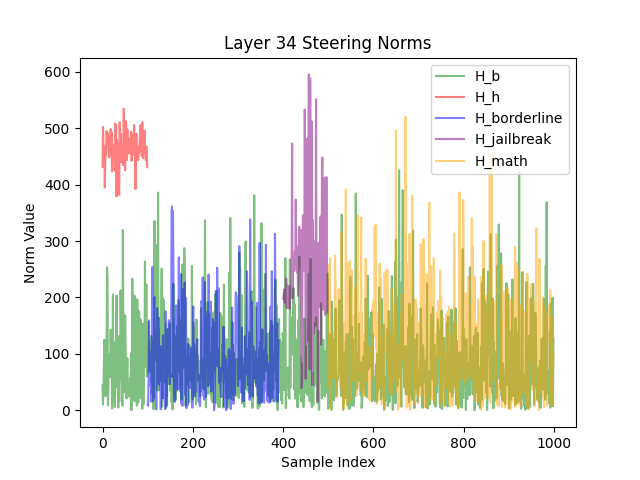 Layer 34 Steering Norms
H_b
H_h
H_borderline
H_jailbreak
H_math
Norm Value
600
500
400
300
200
100
0
0
200
400
600
800
1000
Sample Index